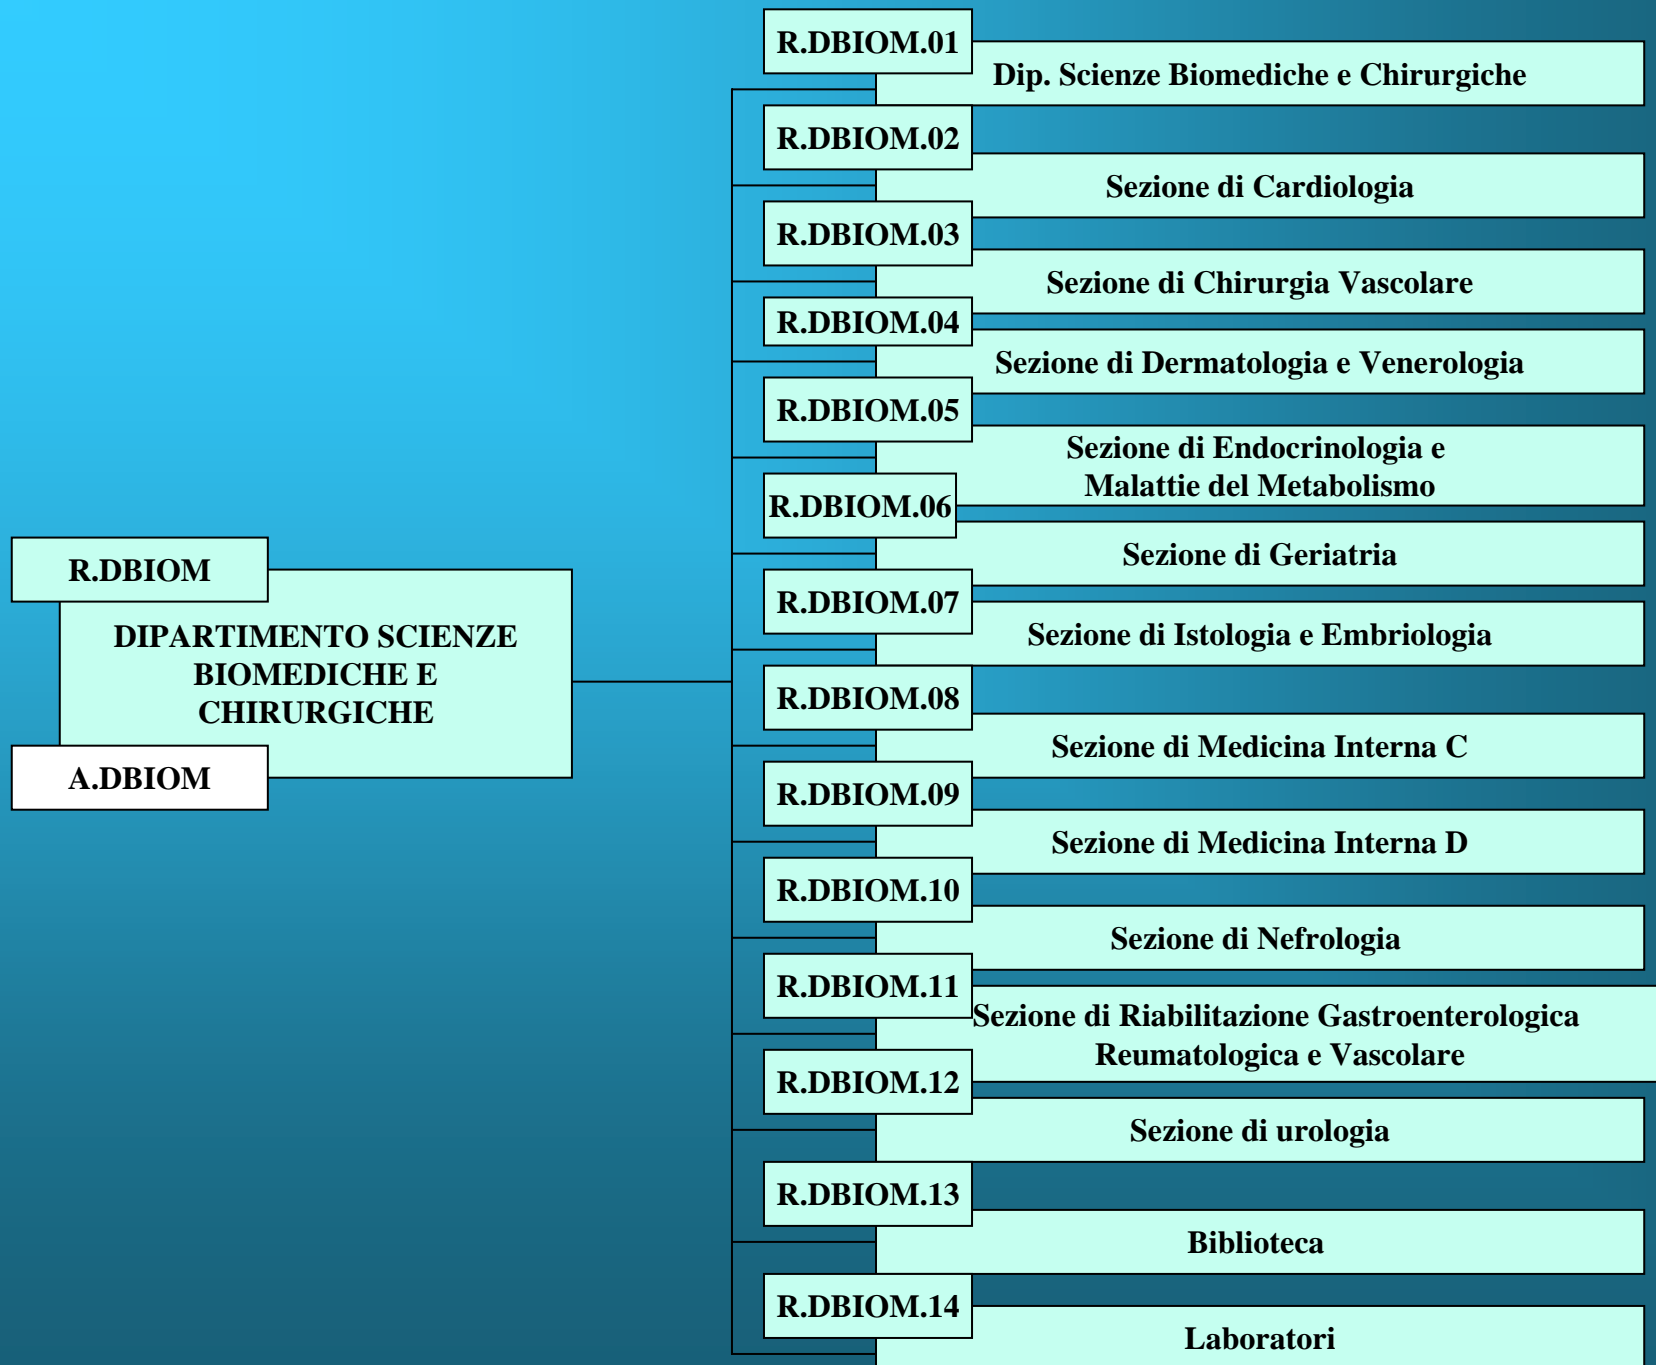 R.DBIOM
DIPARTIMENTO SCIENZE
BIOMEDICHE E
CHIRURGICHE
A.DBIOM
R.DBIOM.01
Dip. Scienze Biomediche e Chirurgiche
R.DBIOM.02
Sezione di Cardiologia
R.DBIOM.03
Sezione di Chirurgia Vascolare
R.DBIOM.04
Sezione di Dermatologia e Venerologia
R.DBIOM.05
Sezione di Endocrinologia e
Malattie del Metabolismo
R.DBIOM.06
Sezione di Geriatria
R.DBIOM.07
Sezione di Istologia e Embriologia
R.DBIOM.08
Sezione di Medicina Interna C
R.DBIOM.09
Sezione di Medicina Interna D
R.DBIOM.10
Sezione di Nefrologia
R.DBIOM.11
Sezione di Riabilitazione Gastroenterologica
Reumatologica e Vascolare
R.DBIOM.12
Sezione di urologia
R.DBIOM.13
Biblioteca
R.DBIOM.14
Laboratori